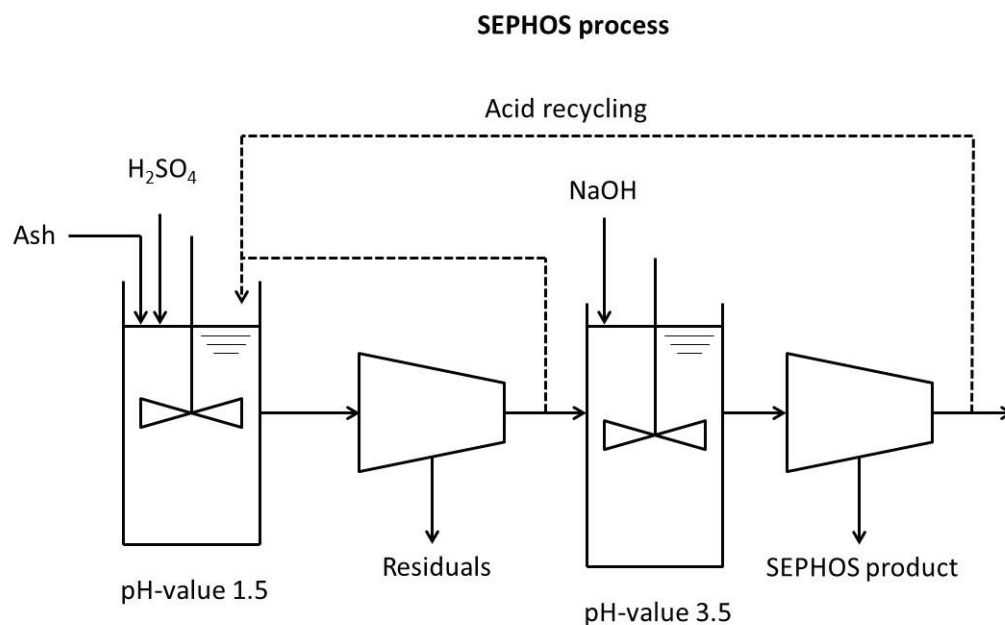 SEPHOS process
Acid recycling
H₂SO₄
NaOH
Ash
Residuals
SEPHOS product
pH-value 1.5
pH-value 3.5